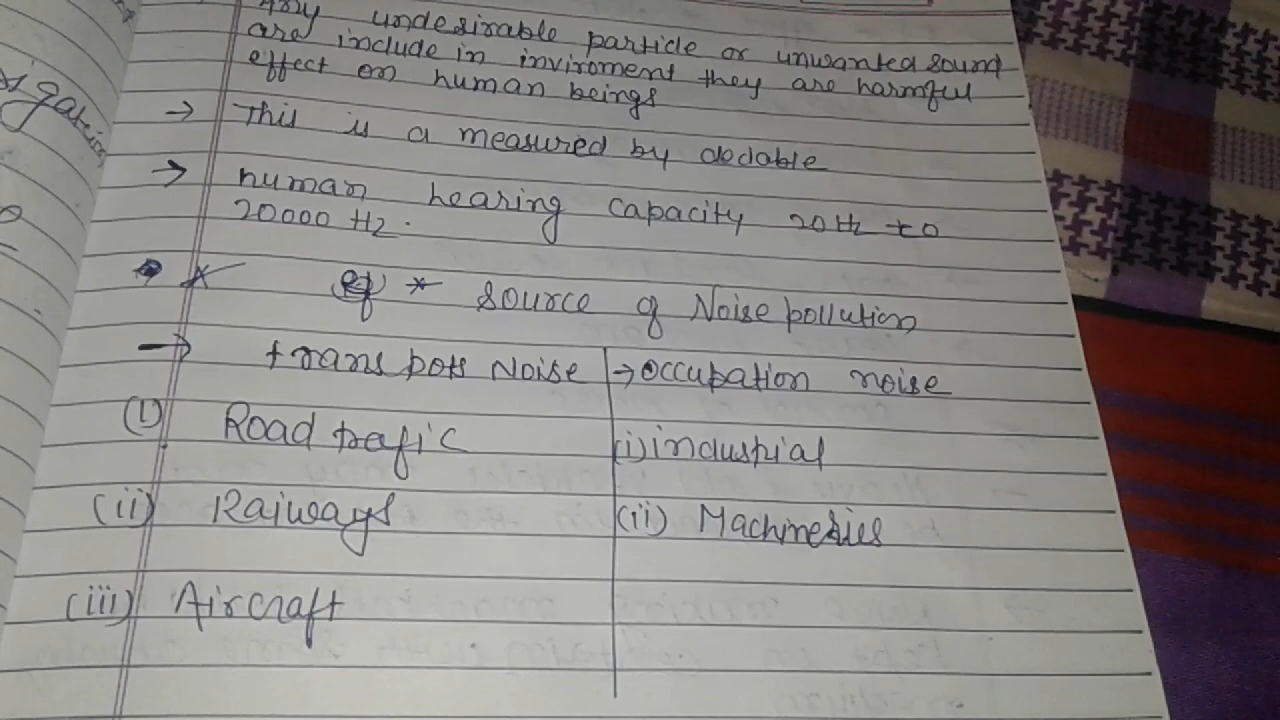 Any undesirable particle or unwanted sound
are include in inviroment they are harmful
effect on human beings
→ This is a measured by dedable
→ human hearing capacity 20Hz to
20000 Hz.
* source of Noise pollution
→ transpots Noise
→ occupation noise
(i) Road trafic
(i) industrial
(ii) Railways
(ii) Machineries
(iii) Aircraft